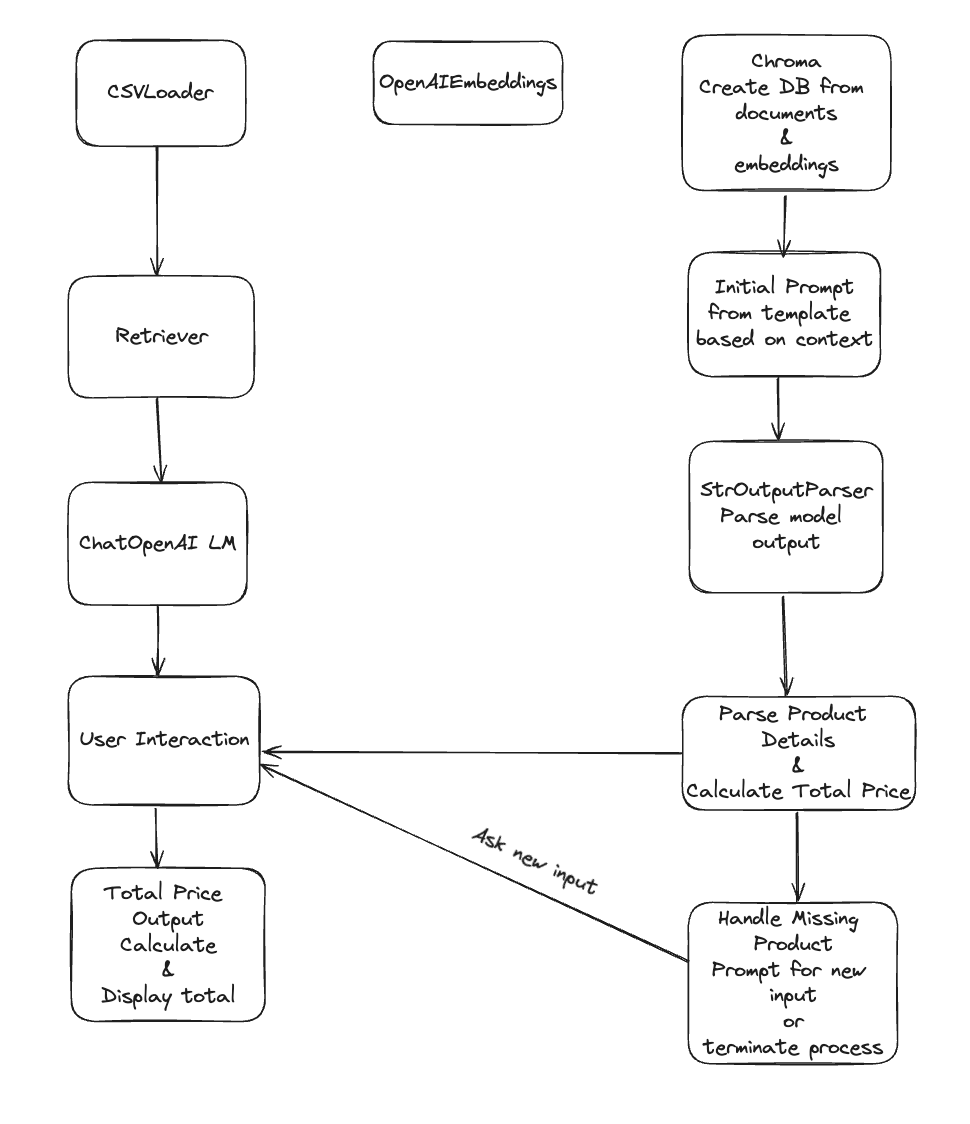 CSVLoader
OpenAIEmbeddings
Chroma
Create DB from
documents
&
embeddings
Retriever
Initial Prompt
from template
based on context
ChatOpenAI LM
StrOutputParser
Parse model
output
User Interaction
Parse Product
Details
&
Calculate Total Price
Ask new input
Total Price
Output
Calculate
&
Display total
Handle Missing
Product
Prompt for new
input
or
terminate process